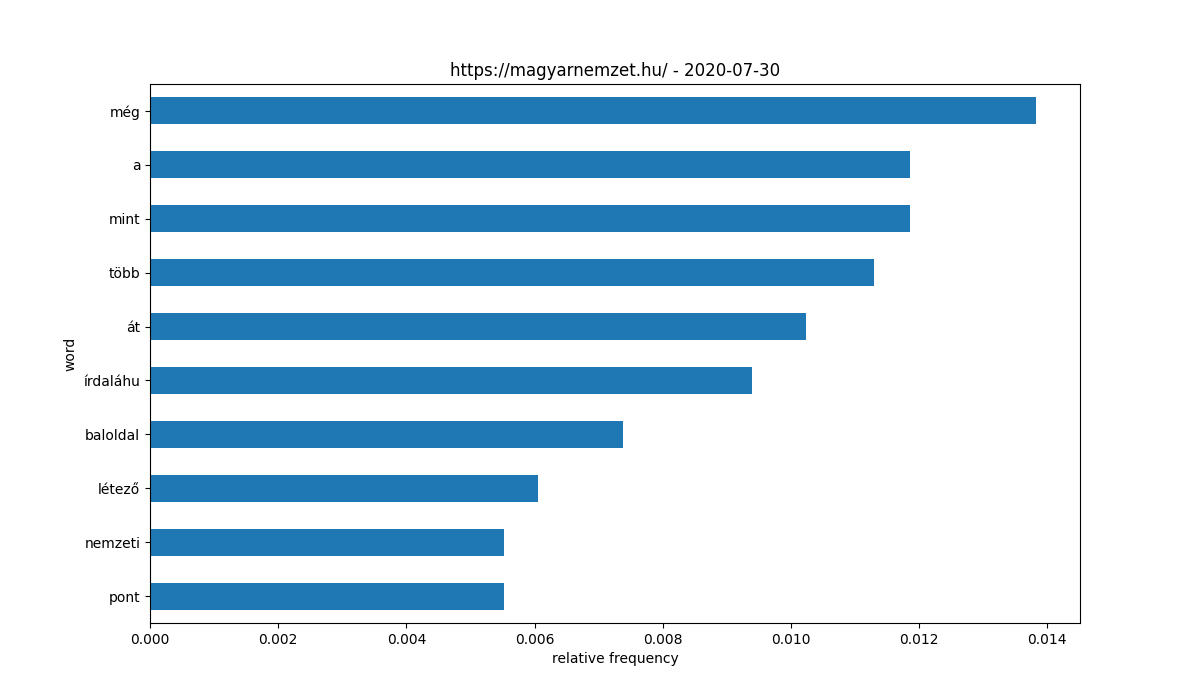 https://magyarnemzet.hu/ - 2020-07-30
még
a
mint
több
át
írdaláhu
baloldal
létező
nemzeti
pont
word
0.000 0.002 0.004 0.006 0.008 0.010 0.012 0.014
relative frequency